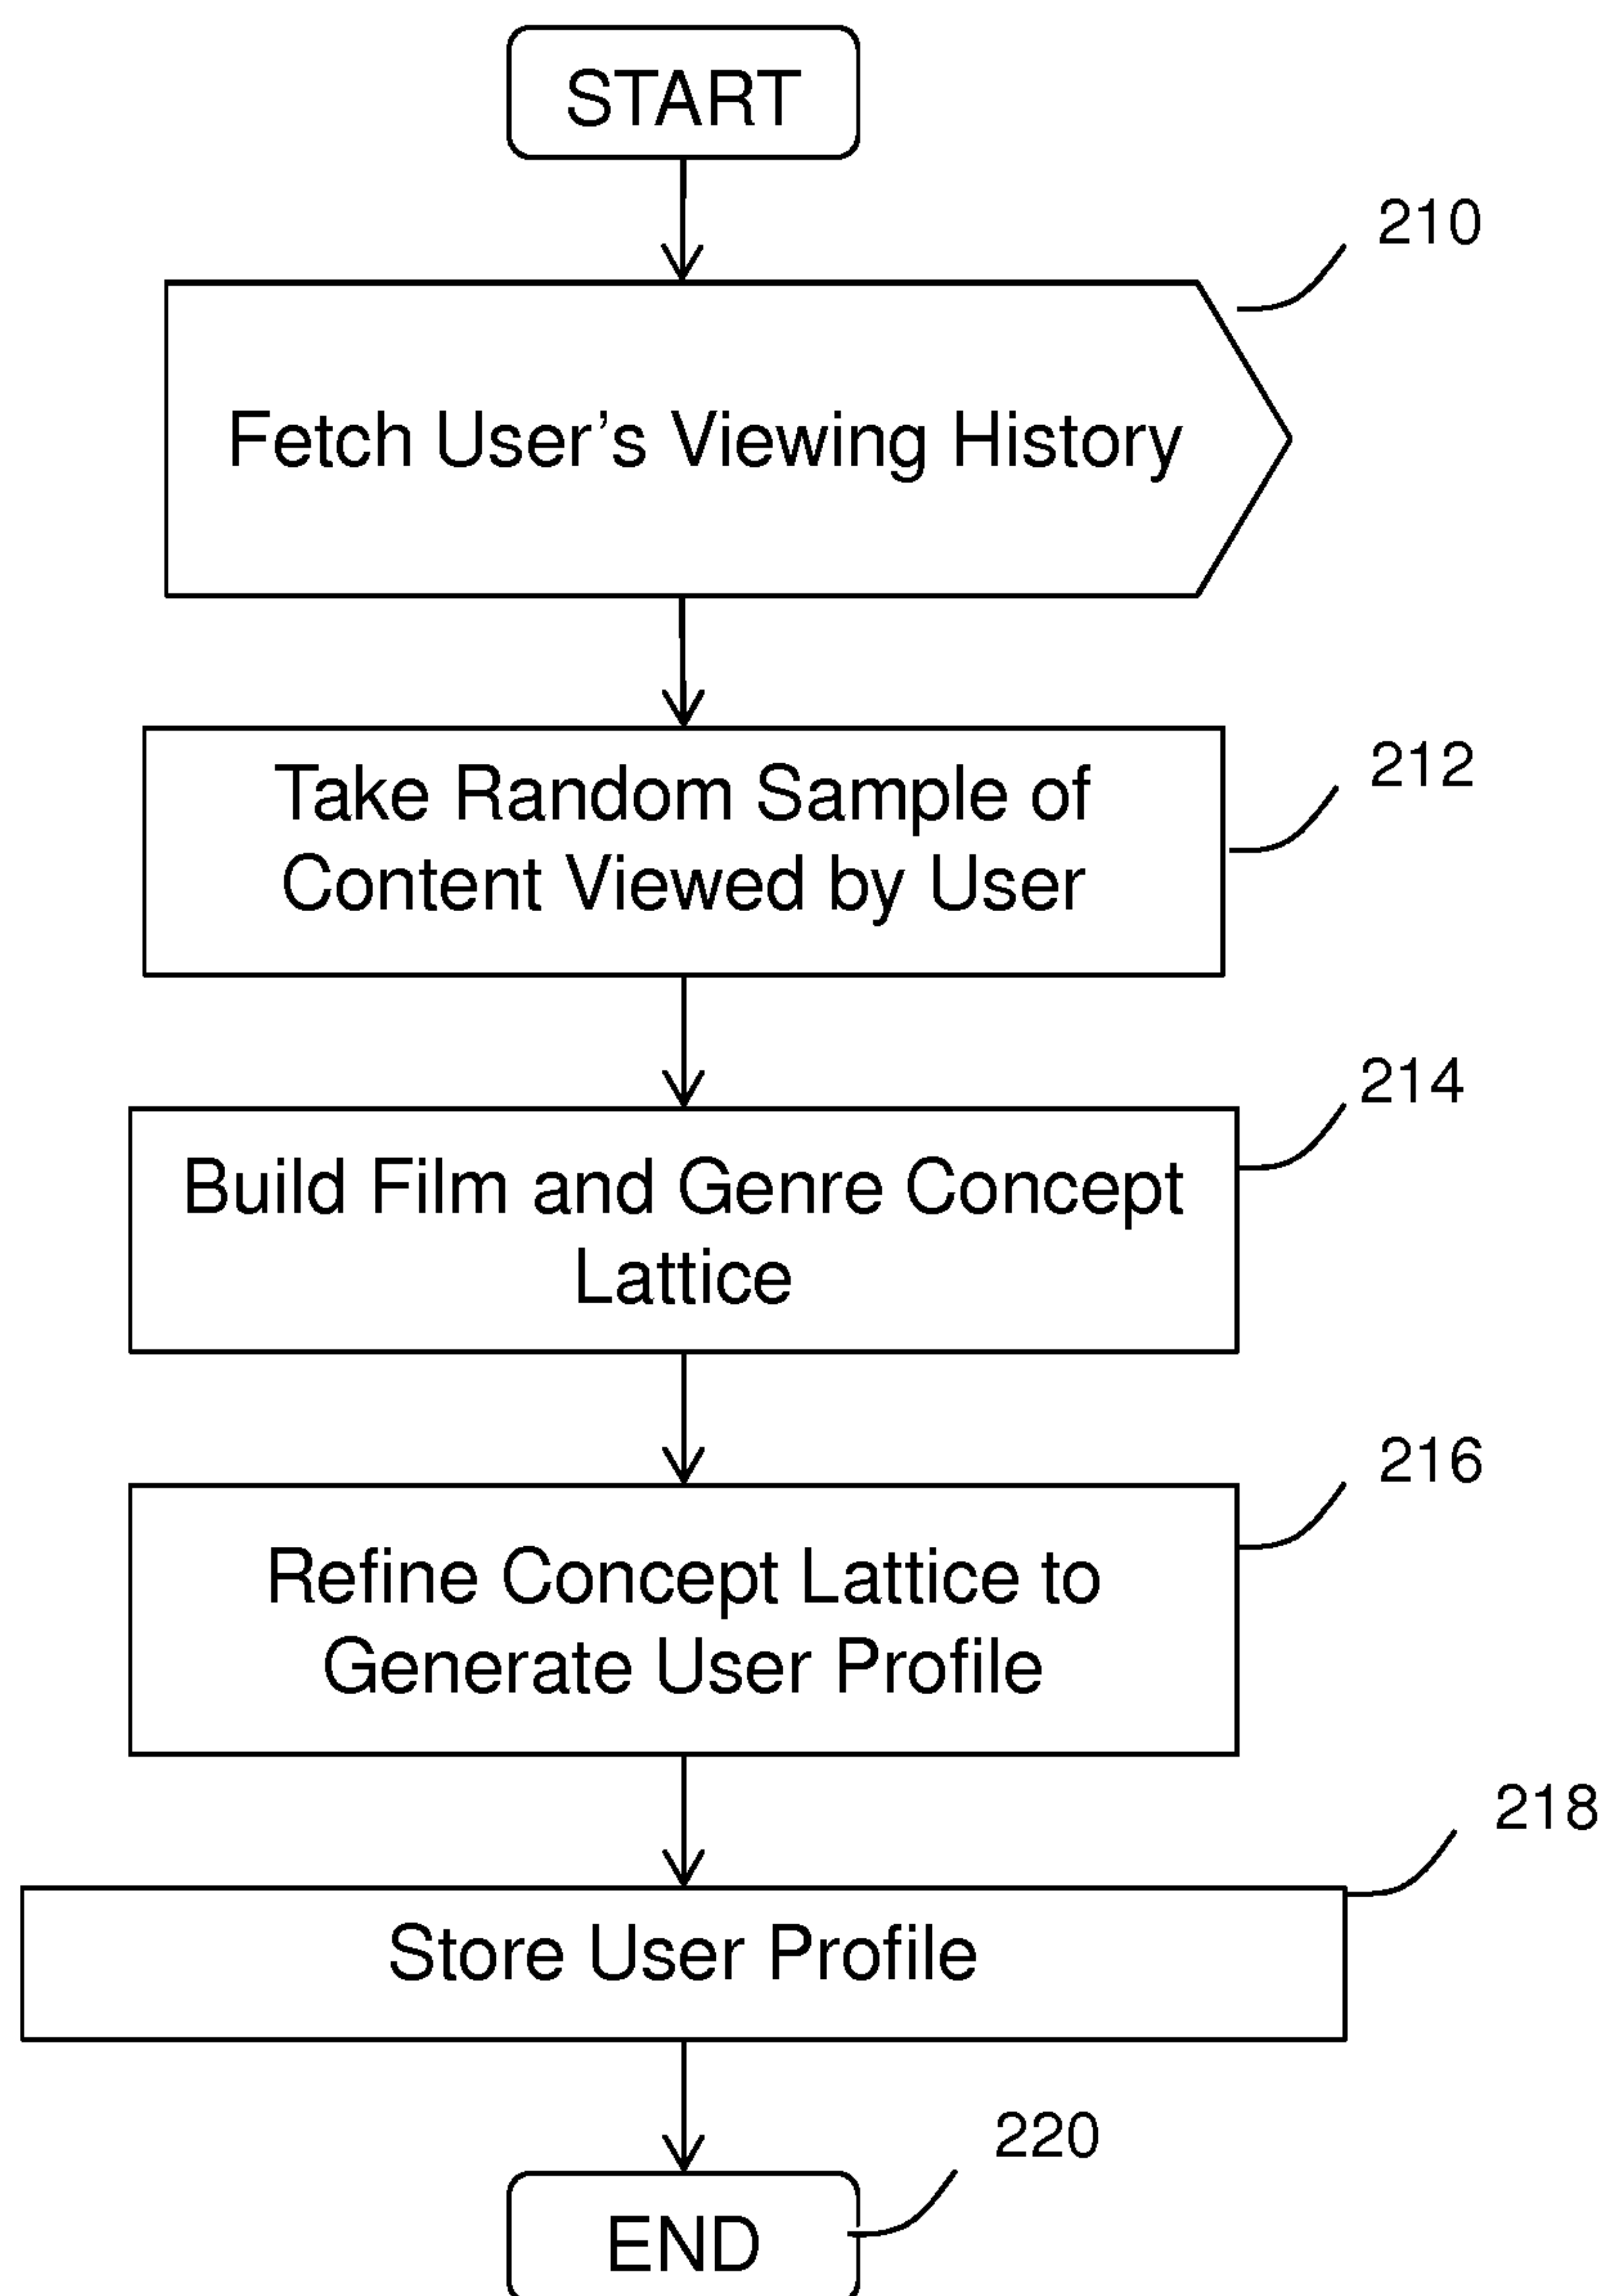 START
210
Fetch User's Viewing History
212
Take Random Sample of
Content Viewed by User
214
Build Film and Genre Concept
Lattice
216
Refine Concept Lattice to
Generate User Profile
218
Store User Profile
220
END